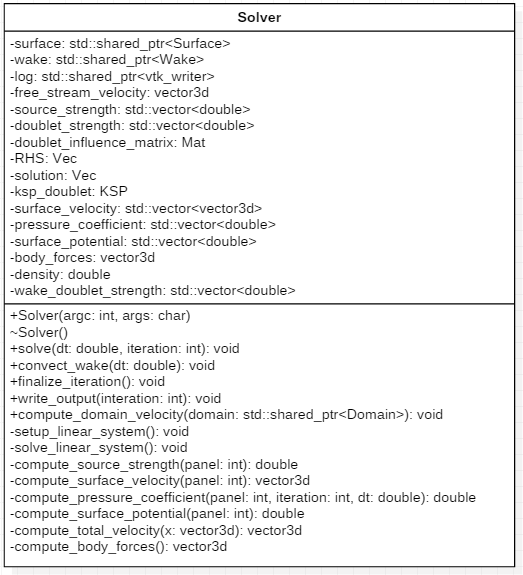 Solver
-surface: std::shared_ptr<Surface>
-wake: std::shared_ptr<Wake>
-log: std::shared_ptr<vtk_writer>
-free_stream_velocity: vector3d
-source_strength: std::vector<double>
-doublet_strength: std::vector<double>
-doublet_influence_matrix: Mat
-RHS: Vec
-solution: Vec
-ksp_doublet: KSP
-surface_velocity: std::vector<vector3d>
-pressure_coefficient: std::vector<double>
-surface_potential: std::vector<double>
-body_forces: vector3d
-density: double
-wake_doublet_strength: std::vector<double>
+Solver(argc: int, args: char)
~Solver()
+solve(dt: double, iteration: int): void
+convect_wake(dt: double): void
+finalize_iteration(): void
+write_output(interation: int): void
+compute_domain_velocity(domain: std::shared_ptr<Domain>): void
-setup_linear_system(): void
-solve_linear_system(): void
-compute_source_strength(panel: int): double
-compute_surface_velocity(panel: int): vector3d
-compute_pressure_coefficient(panel: int, iteration: int, dt: double): double
-compute_surface_potential(panel: int): double
-compute_total_velocity(x: vector3d): vector3d
-compute_body_forces(): vector3d